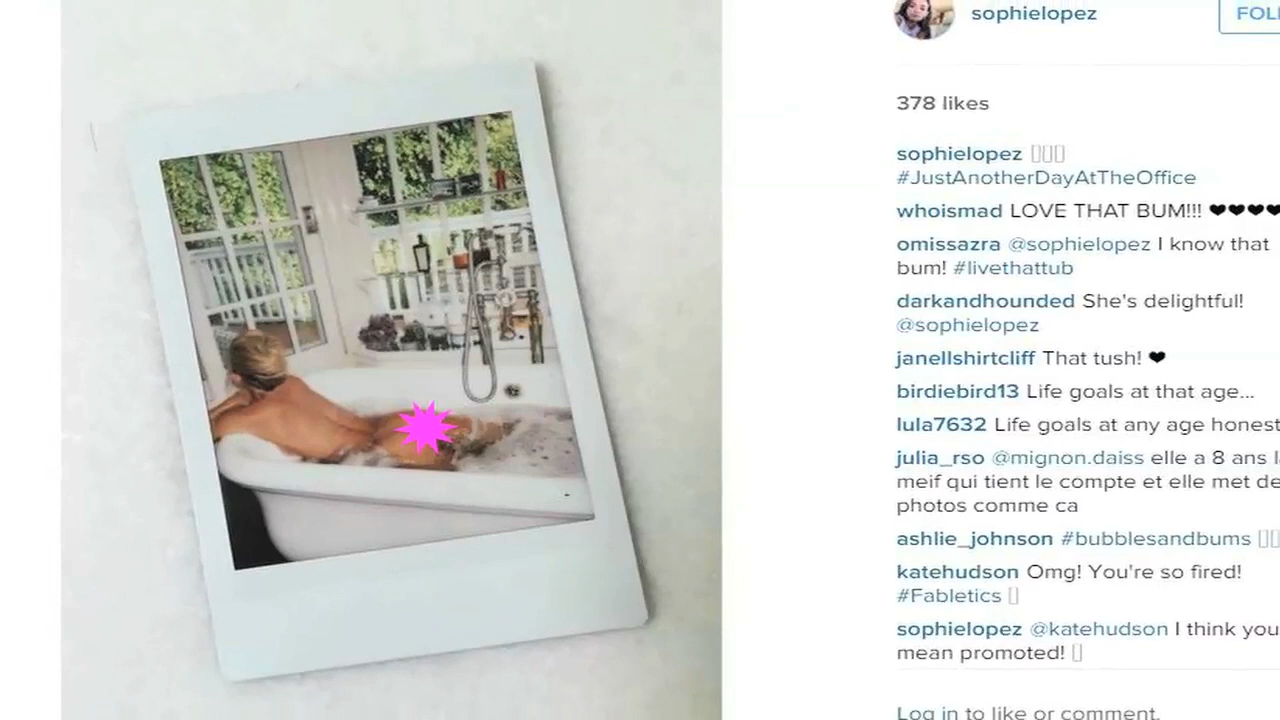 sophielopez
378 likes
sophielopez
#JustAnotherDayAtTheOffice
whoismad LOVE THAT BUM!!! ❤❤❤❤
omissazra @sophielopez I know that
bum! #livethattub
darkandhounded She's delightful!
@sophielopez
janellshirtcliff That tush! ❤
birdiebird13 Life goals at that age...
lula7632 Life goals at any age honest
julia_rso @mignon.daiss elle a 8 ans
meif qui tient le compte et elle met de
photos comme ca
ashlie_johnson #bubblesandbums
katehudson Omg! You're so fired!
#Fabletics
sophielopez @katehudson I think you
mean promoted!
Log in to like or comment.